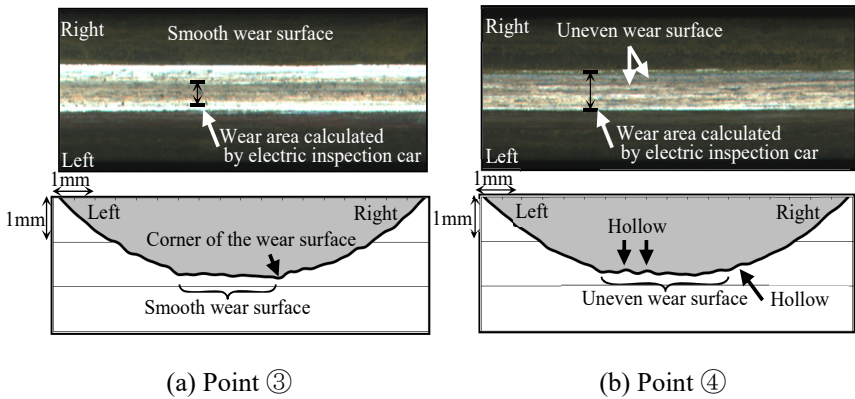 Right
Smooth wear surface
Wear area calculated
by electric inspection car
Left
1mm
1mm
Left
Right
Corner of the wear surface
Smooth wear surface
(a) Point ③
Right
Uneven wear surface
Wear area calculated
by electric inspection car
Left
1mm
1mm
Left
Right
Hollow
Uneven wear surface
Hollow
(b) Point ④